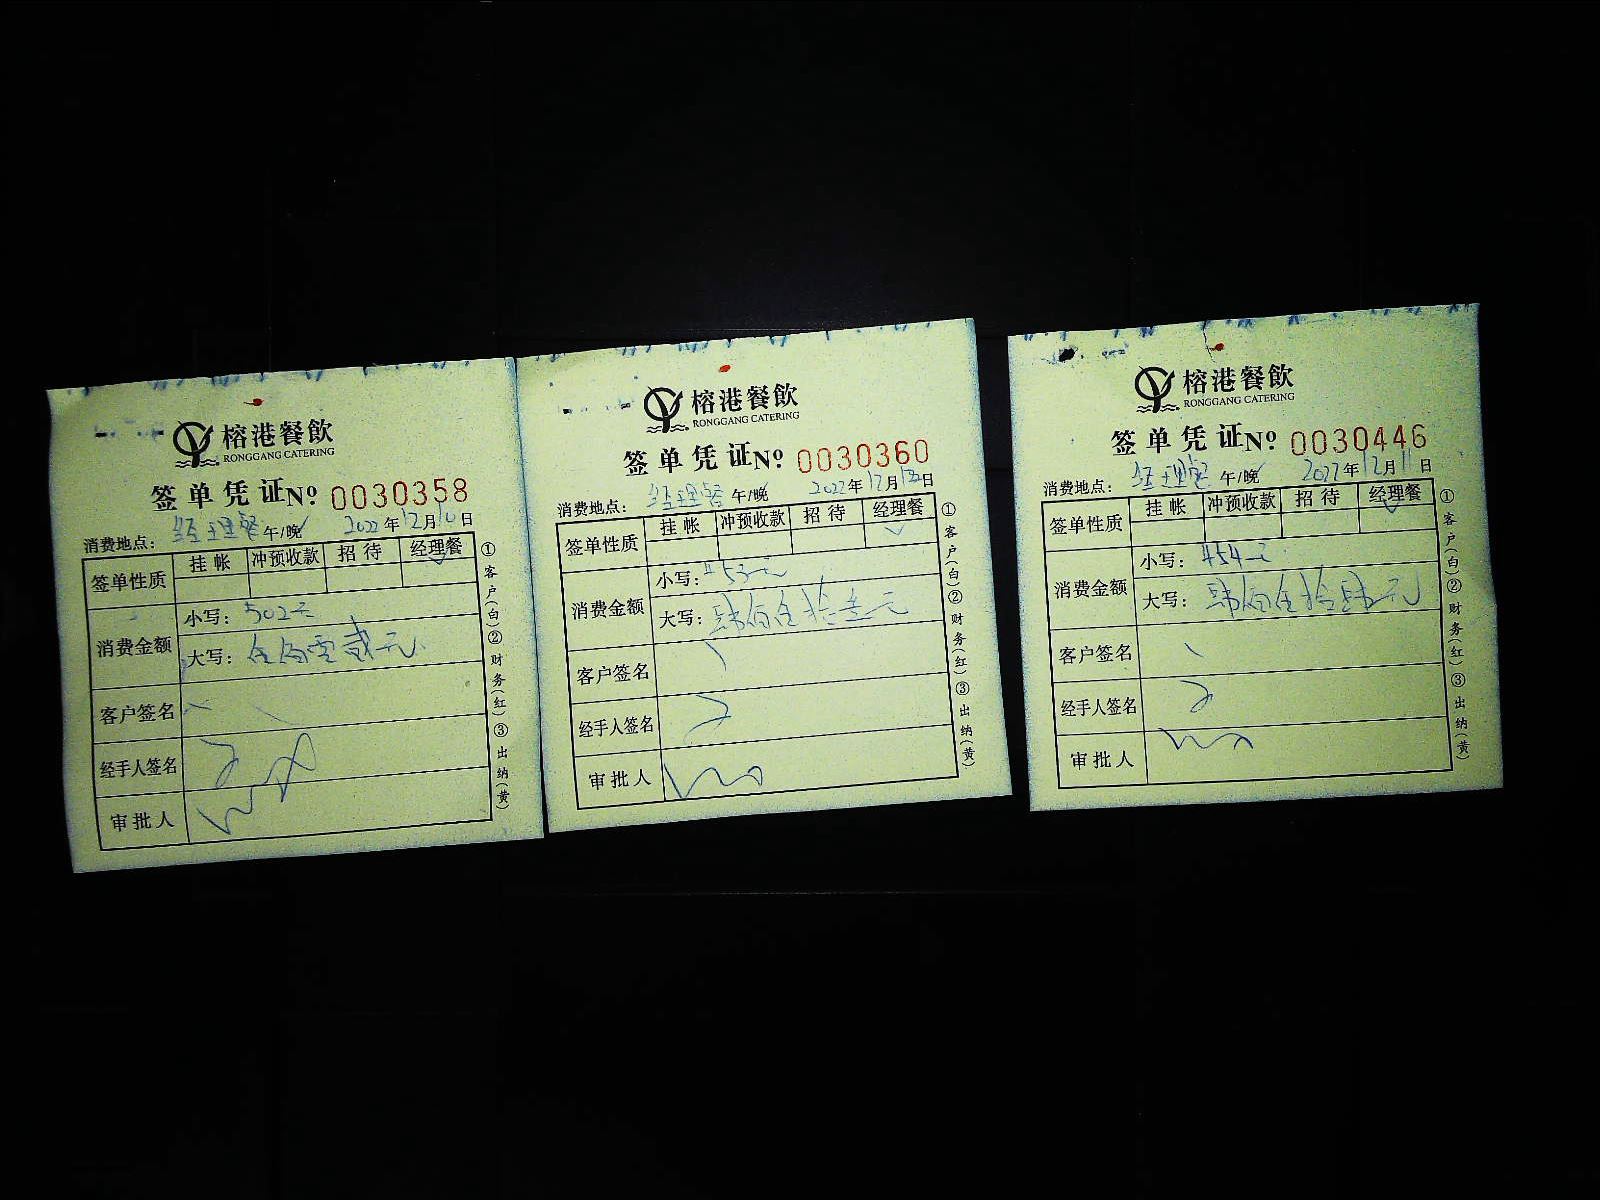 榕港餐飲
RONGGANG CATERING
签单凭证№ 0030358
消费地点: 经理餐 午/晚 2022年12月10日
签单性质 挂帐 冲预收款 招待 经理餐
消费金额
小写: 502元
大写: 伍佰零贰元
客户签名
经手人签名
审批人
①客户(白)②财务(红)③出纳(黄)
榕港餐飲
RONGGANG CATERING
签单凭证№ 0030360
消费地点: 经理餐 午/晚 2022年12月日
签单性质 挂帐 冲预收款 招待 经理餐
消费金额
小写: 453元
大写: 肆佰伍拾叁元
客户签名
经手人签名
审批人
①客户(白)②财务(红)③出纳(黄)
榕港餐飲
RONGGANG CATERING
签单凭证№ 0030446
消费地点: 经理餐 午/晚 2022年12月11日
签单性质 挂帐 冲预收款 招待 经理餐
消费金额
小写: 454元
大写: 肆佰伍拾肆元
客户签名
经手人签名
审批人
①客户(白)②财务(红)③出纳(黄)